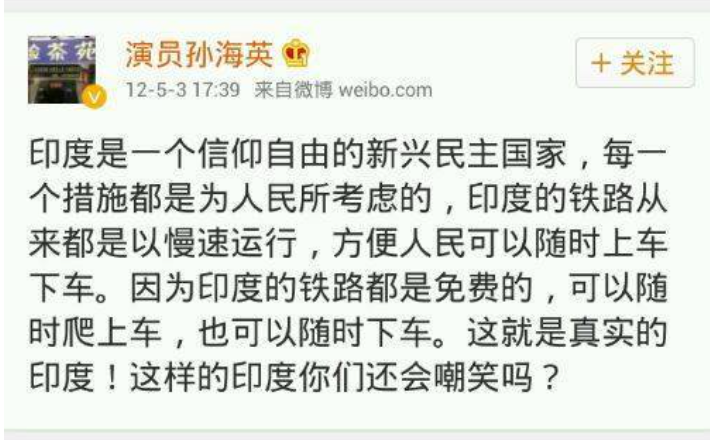 演员孙海英
+ 关注
12-5-3 17:39 来自微博 weibo.com
印度是一个信仰自由的新兴民主国家，每一
个措施都是为人民所考虑的，印度的铁路从
来都是以慢速运行，方便人民可以随时上车
下车。因为印度的铁路都是免费的，可以随
时爬上车，也可以随时下车。这就是真实的
印度！这样的印度你们还会嘲笑吗？